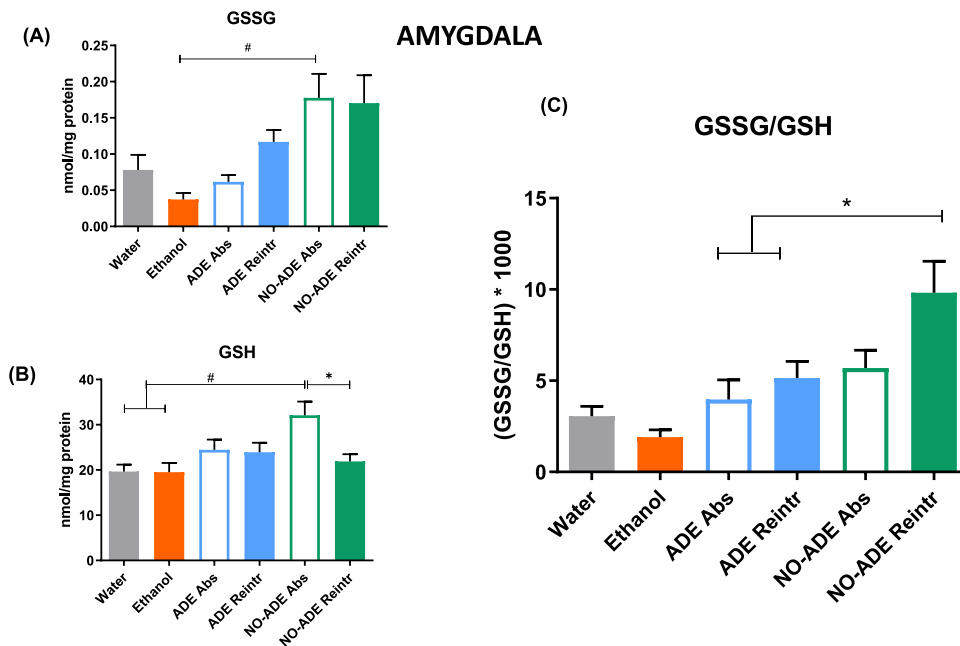 AMYGDALA
(A)
GSSG
#
nmol/mg protein
0.25
0.20
0.15
0.10
0.05
0.00
Water
Ethanol
ADE Abs
ADE Reintr
NO-ADE Abs
NO-ADE Reintr
(B)
GSH
#
*
nmol/mg protein
40
30
20
10
0
Water
Ethanol
ADE Abs
ADE Reintr
NO-ADE Abs
NO-ADE Reintr
(C)
GSSG/GSH
*
(GSSG/GSH) * 1000
15
10
5
0
Water
Ethanol
ADE Abs
ADE Reintr
NO-ADE Abs
NO-ADE Reintr